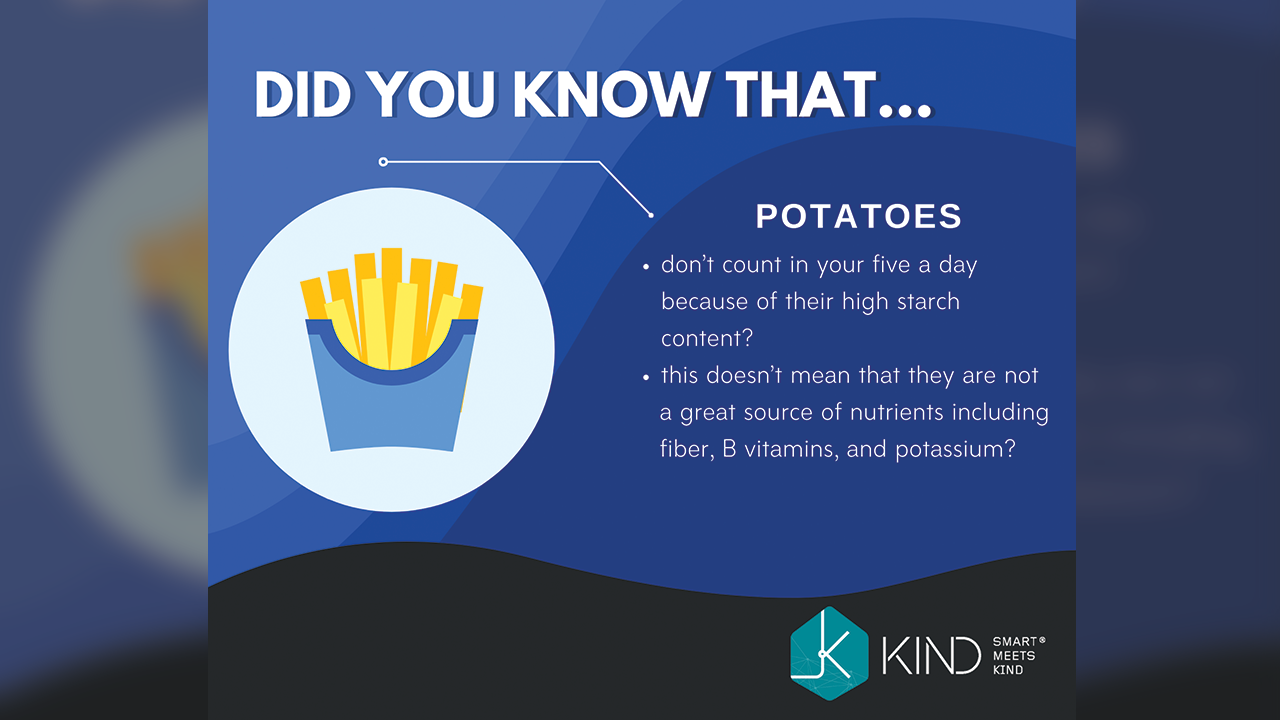 DID YOU KNOW THAT...
POTATOES
• don't count in your five a day
because of their high starch
content?
• this doesn't mean that they are not
a great source of nutrients including
fiber, B vitamins, and potassium?
K KIND SMART®
MEETS
KIND